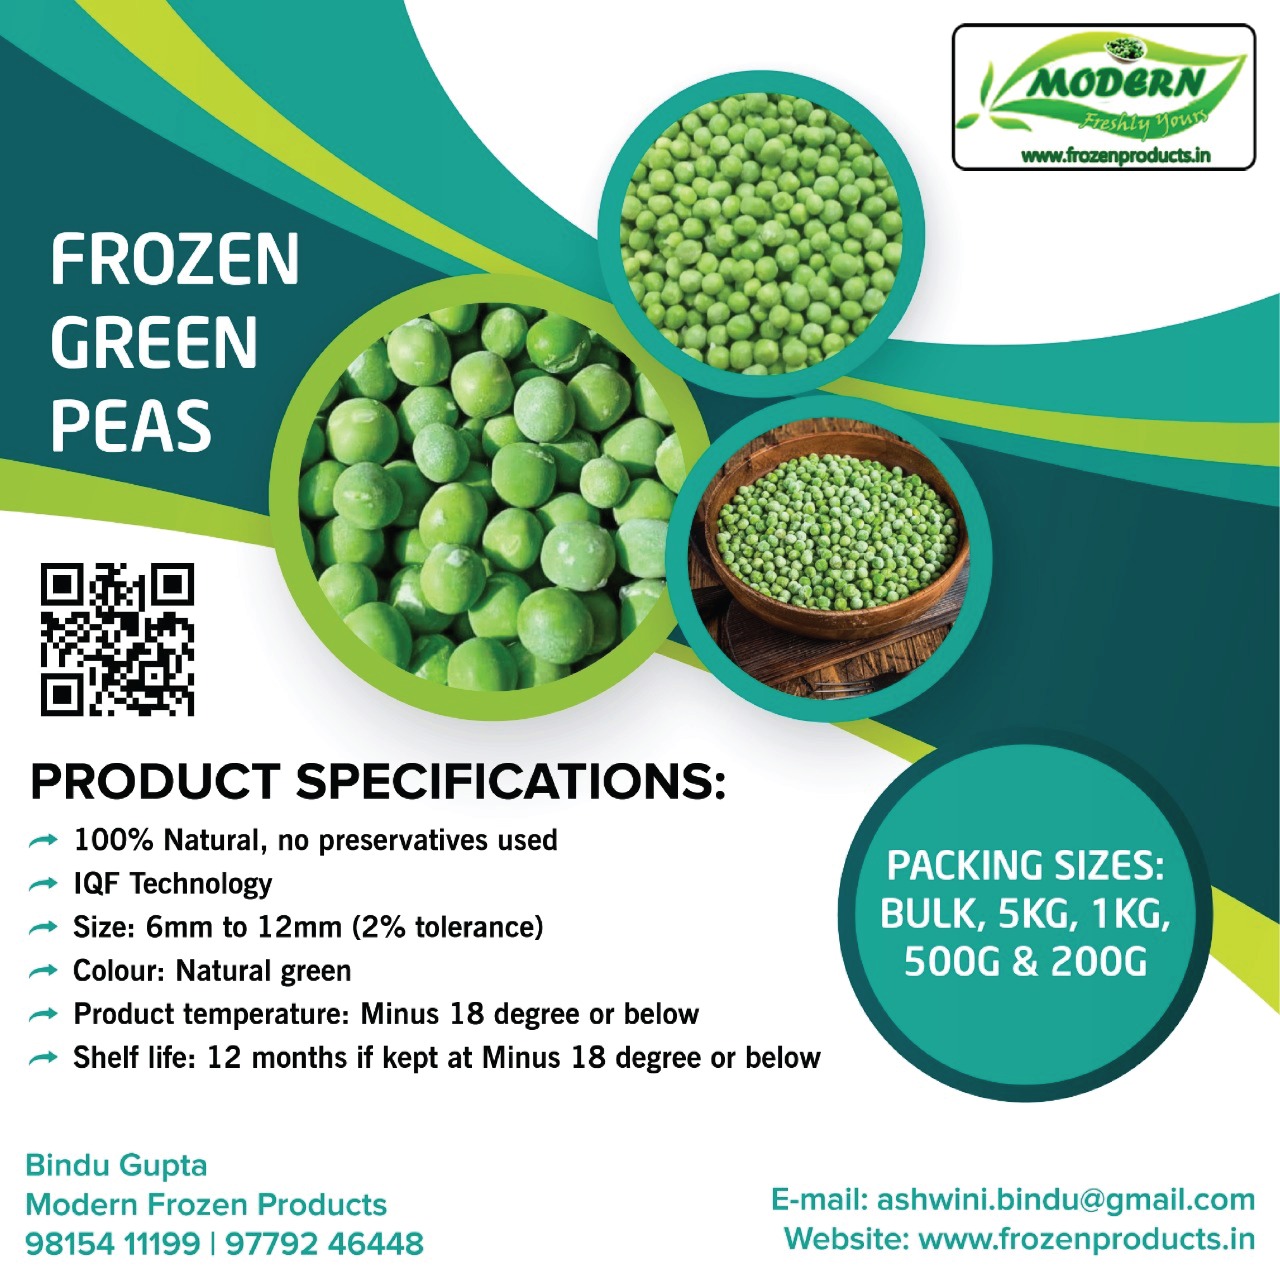 MODERN
Freshly Yours
www.frozenproducts.in
FROZEN
GREEN
PEAS
PRODUCT SPECIFICATIONS:
100% Natural, no preservatives used
IQF Technology
Size: 6mm to 12mm (2% tolerance)
Colour: Natural green
Product temperature: Minus 18 degree or below
Shelf life: 12 months if kept at Minus 18 degree or below
PACKING SIZES:
BULK, 5KG, 1KG,
500G & 200G
Bindu Gupta
Modern Frozen Products
98154 11199 | 97792 46448
E-mail: ashwini.bindu@gmail.com
Website: www.frozenproducts.in